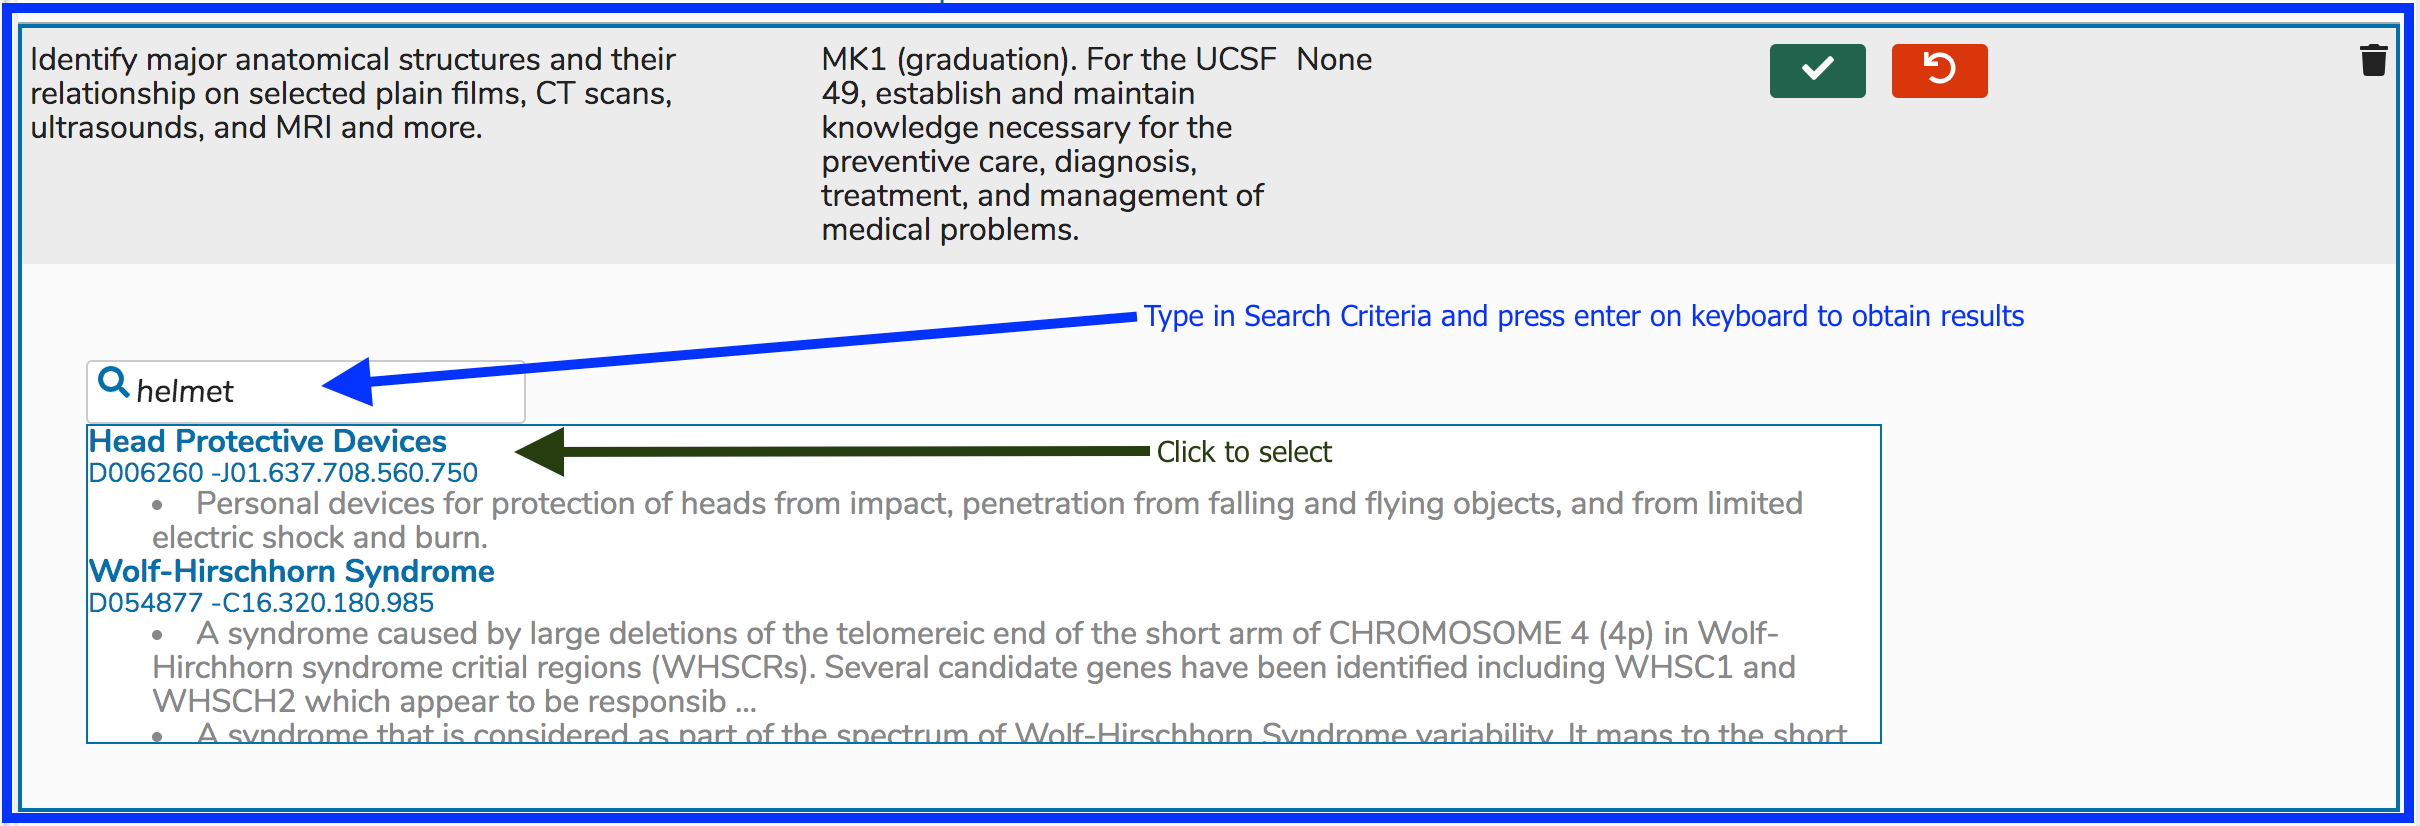 Identify major anatomical structures and their
relationship on selected plain films, CT scans,
ultrasounds, and MRI and more.
MK1 (graduation). For the UCSF
49, establish and maintain
knowledge necessary for the
preventive care, diagnosis,
treatment, and management of
medical problems.
None
Type in Search Criteria and press enter on keyboard to obtain results
helmet
Head Protective Devices
Click to select
D006260 -J01.637.708.560.750
• Personal devices for protection of heads from impact, penetration from falling and flying objects, and from limited
electric shock and burn.
Wolf-Hirschhorn Syndrome
D054877 -C16.320.180.985
• A syndrome caused by large deletions of the telomereic end of the short arm of CHROMOSOME 4 (4p) in Wolf-
Hirchhorn syndrome critial regions (WHSCRs). Several candidate genes have been identified including WHSC1 and
WHSCH2 which appear to be responsib ...
• A syndrome that is considered as part of the spectrum of Wolf-Hirschhorn Syndrome variability. It maps to the short